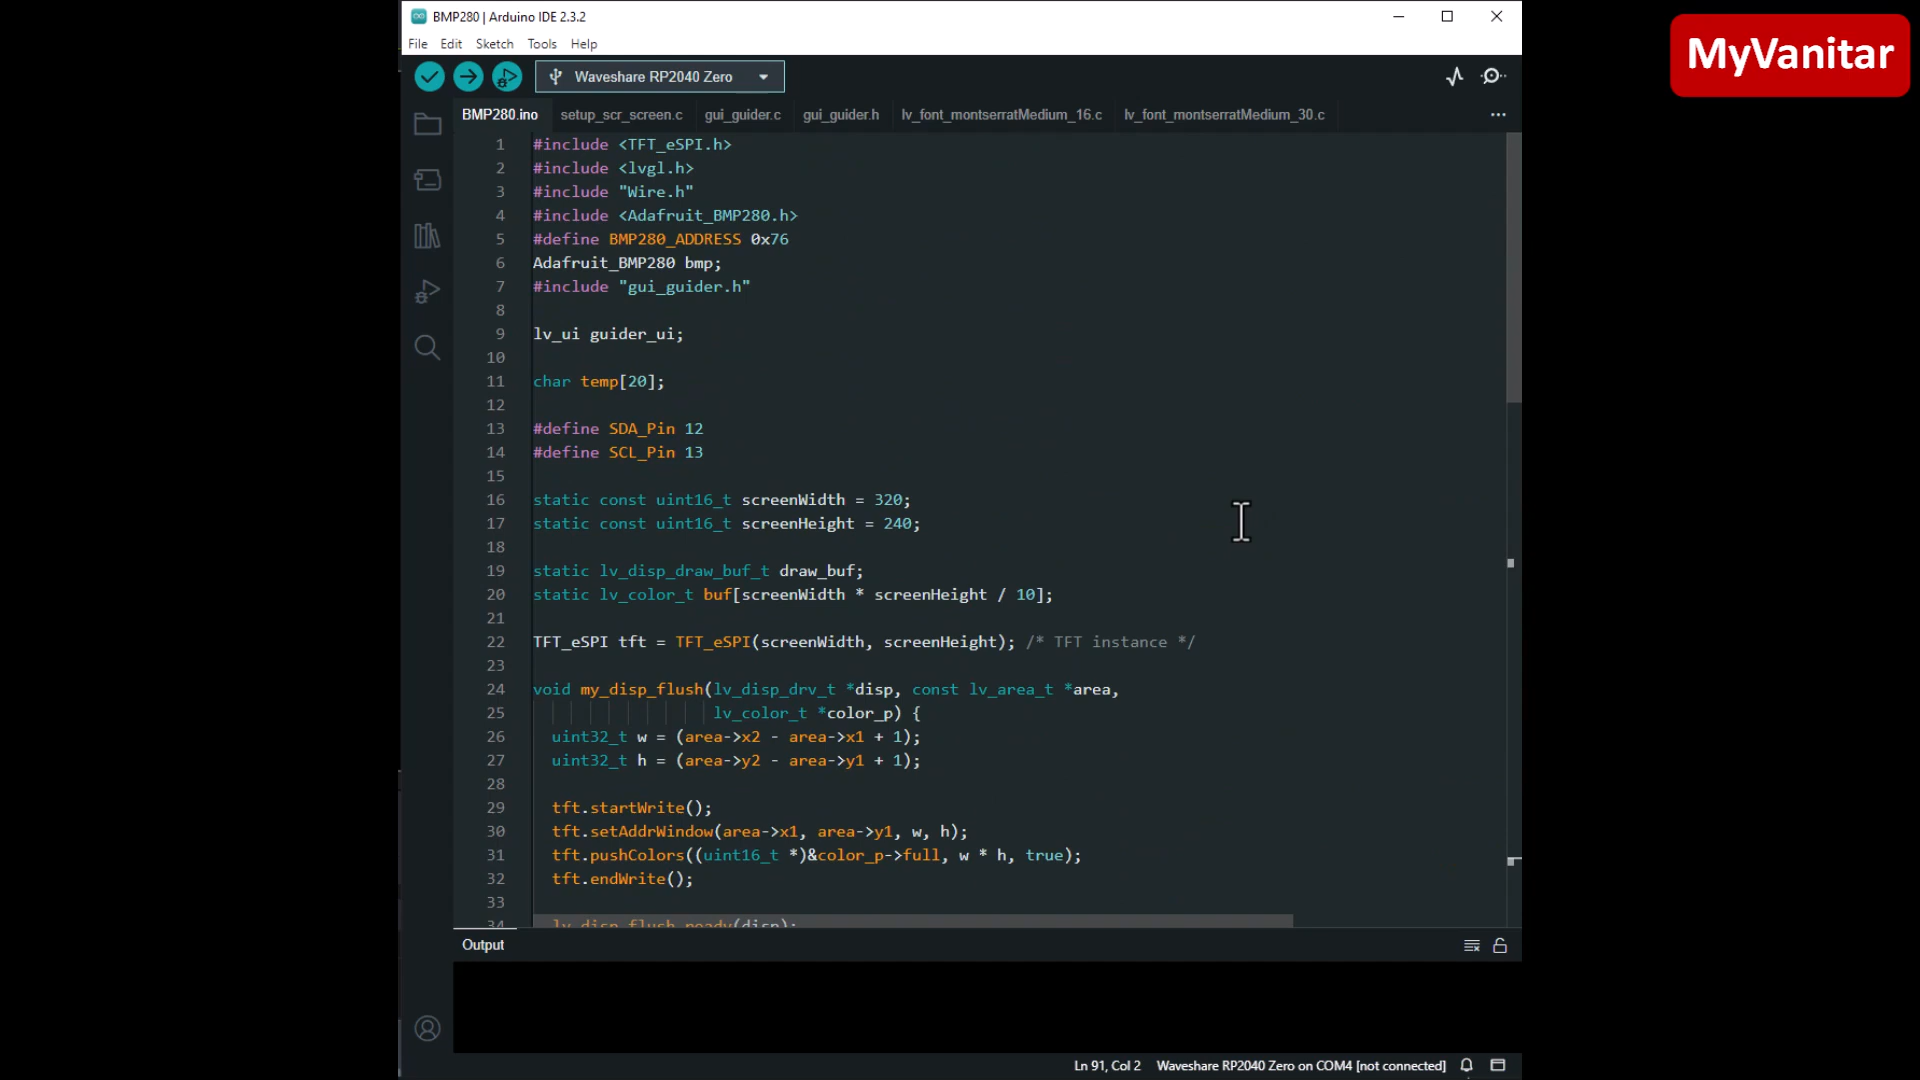 BMP280 | Arduino IDE 2.3.2
File Edit Sketch Tools Help
Waveshare RP2040 Zero
MyVanitar
BMP280.ino setup_scr_screen.c gui_guider.c gui_guider.h lv_font_montserratMedium_16.c lv_font_montserratMedium_30.c ...
1 #include <TFT_eSPI.h>
2 #include <lvgl.h>
3 #include "Wire.h"
4 #include <Adafruit_BMP280.h>
5 #define BMP280_ADDRESS 0x76
6 Adafruit_BMP280 bmp;
7 #include "gui_guider.h"
8
9 lv_ui guider_ui;
10
11 char temp[20];
12
13 #define SDA_Pin 12
14 #define SCL_Pin 13
15
16 static const uint16_t screenWidth = 320;
17 static const uint16_t screenHeight = 240;
18
19 static lv_disp_draw_buf_t draw_buf;
20 static lv_color_t buf[screenWidth * screenHeight / 10];
21
22 TFT_eSPI tft = TFT_eSPI(screenWidth, screenHeight); /* TFT instance */
23
24 void my_disp_flush(lv_disp_drv_t *disp, const lv_area_t *area,
25 lv_color_t *color_p) {
26 uint32_t w = (area->x2 - area->x1 + 1);
27 uint32_t h = (area->y2 - area->y1 + 1);
28
29 tft.startWrite();
30 tft.setAddrWindow(area->x1, area->y1, w, h);
31 tft.pushColors((uint16_t *)&color_p->full, w * h, true);
32 tft.endWrite();
33
34 lv_disp_flush_ready(disp);
Output
Ln 91, Col 2 Waveshare RP2040 Zero on COM4 [not connected]